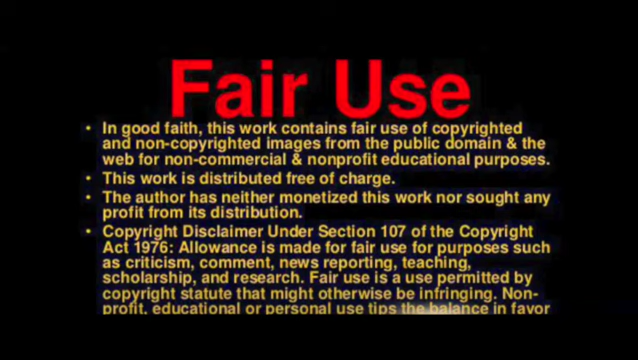 Fair Use
• In good faith, this work contains fair use of copyrighted
and non-copyrighted images from the public domain & the
web for non-commercial & nonprofit educational purposes.
• This work is distributed free of charge.
• The author has neither monetized this work nor sought any
profit from its distribution.
• Copyright Disclaimer Under Section 107 of the Copyright
Act 1976: Allowance is made for fair use for purposes such
as criticism, comment, news reporting, teaching,
scholarship, and research. Fair use is a use permitted by
copyright statute that might otherwise be infringing. Non-
profit, educational or personal use tips the balance in favor